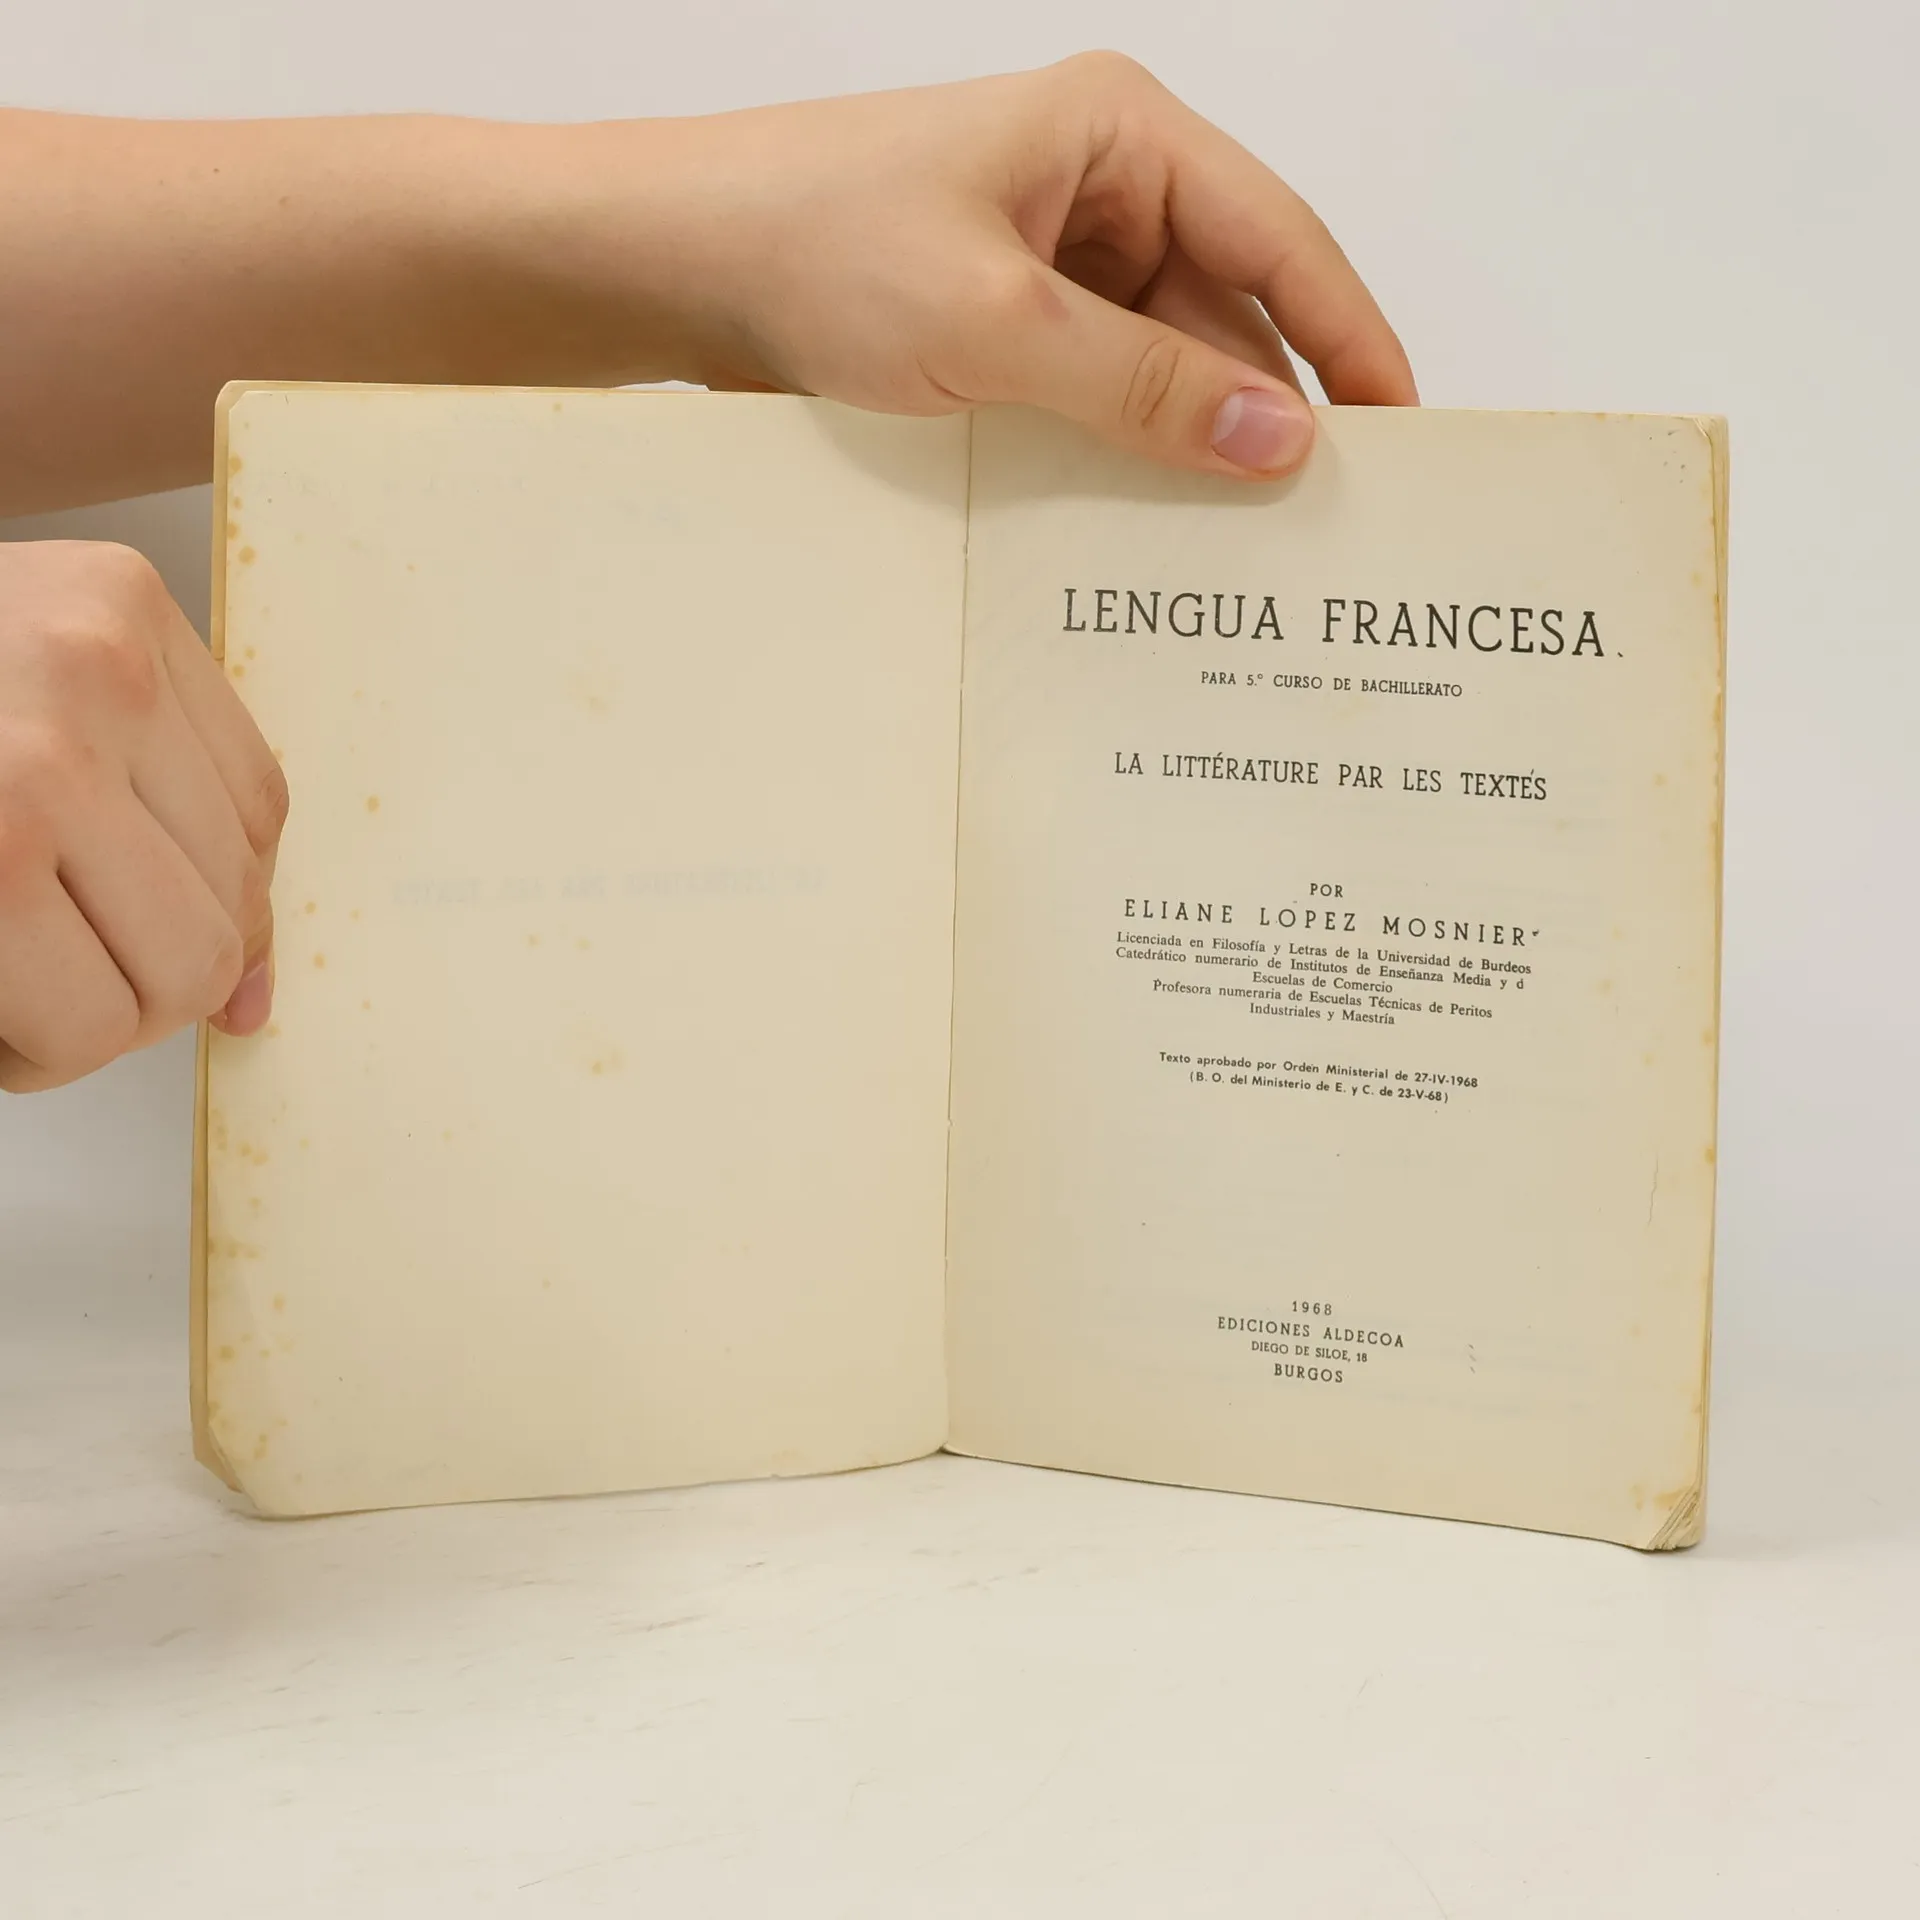 LENGUA FRANCESA.
PARA 5.º CURSO DE BACHILLERATO
LA LITTÉRATURE PAR LES TEXTES
POR
ELIANE LOPEZ MOSNIER
Licenciada en Filosofía y Letras de la Universidad de Burdeos
Catedrático numerario de Institutos de Enseñanza Media y d
Escuelas de Comercio
Profesora numeraria de Escuelas Técnicas de Peritos
Industriales y Maestría
Texto aprobado por Orden Ministerial de 27-IV-1968
(B. O. del Ministerio de E. y C. de 23-V-68)
1968
EDICIONES ALDECOA
DIEGO DE SILOE, 18
BURGOS